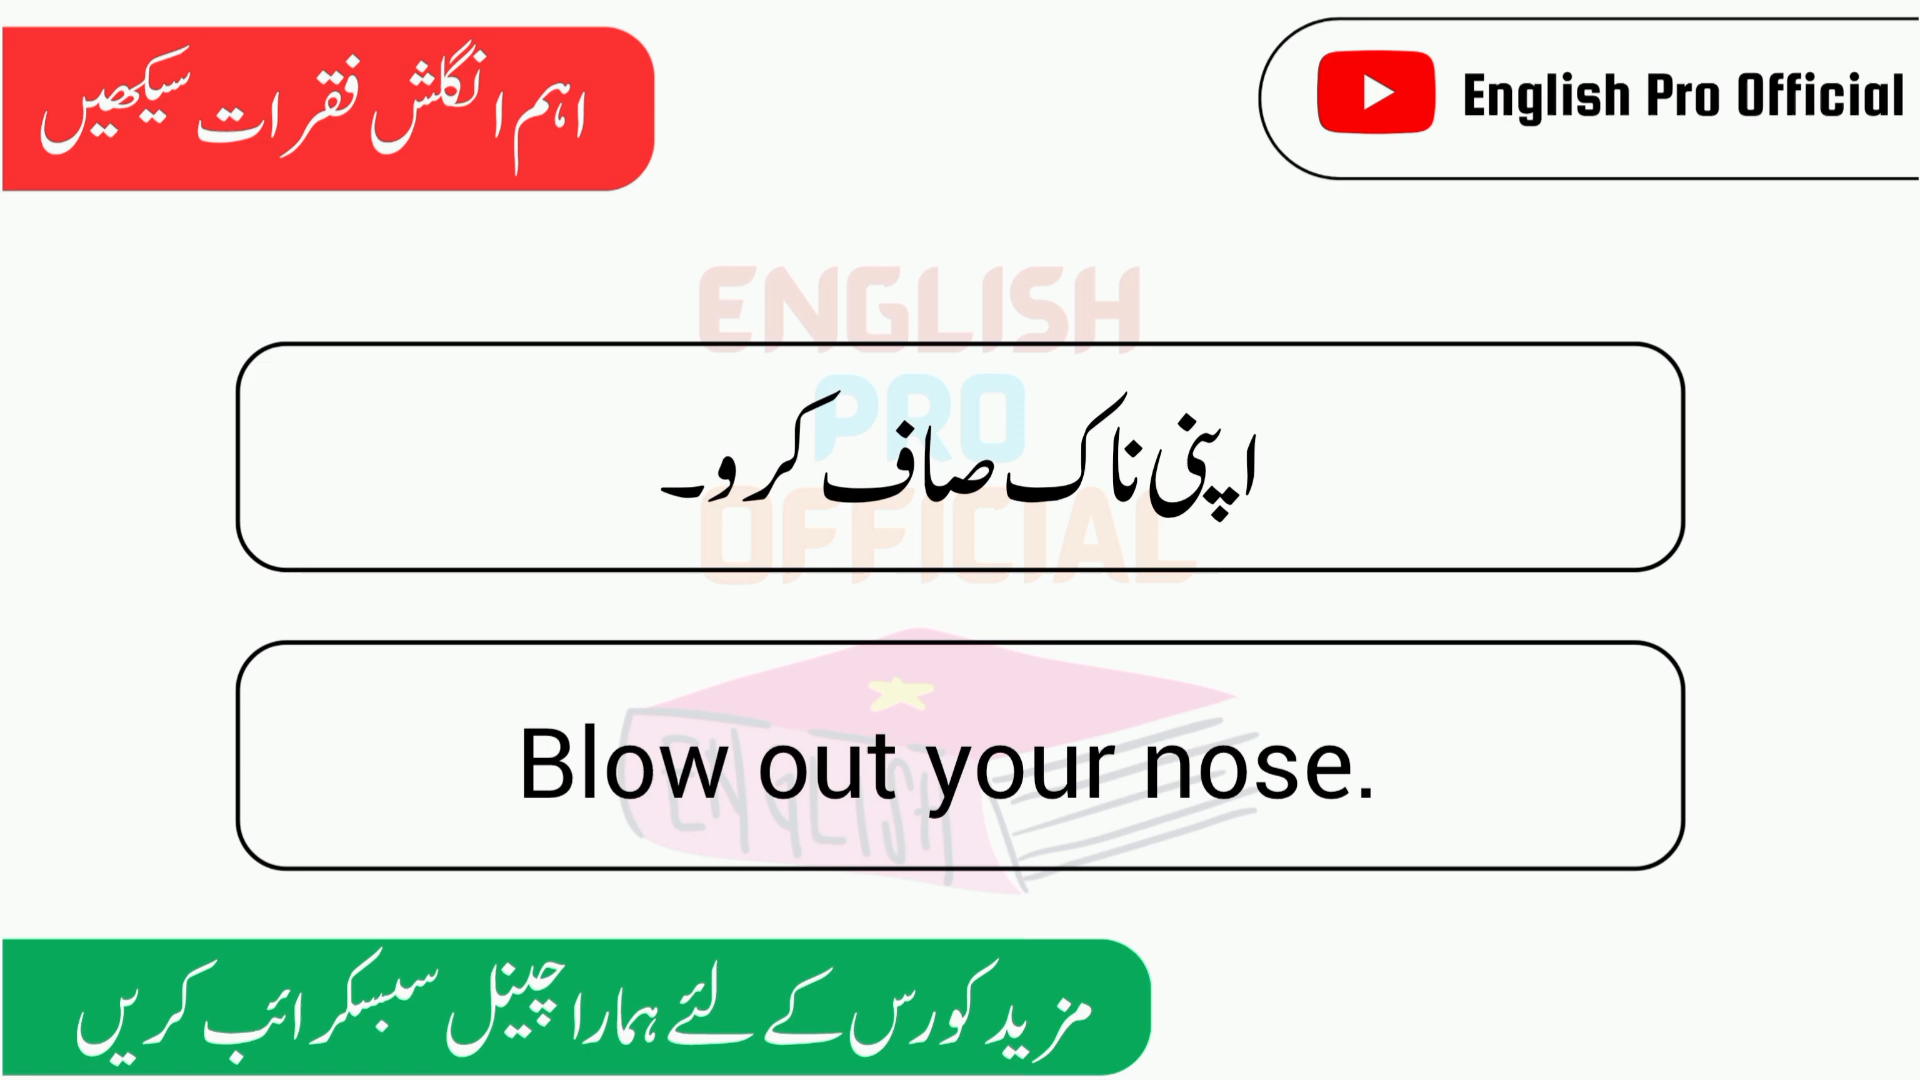 اہم انگلش فقرات سیکھیں
English Pro Official
ENGLISH
PRO
OFFICIAL
اپنی ناک صاف کرو۔
Blow out your nose.
ENGLISH
مزید کورس کے لئے ہمارا چینل سبسکرائب کریں